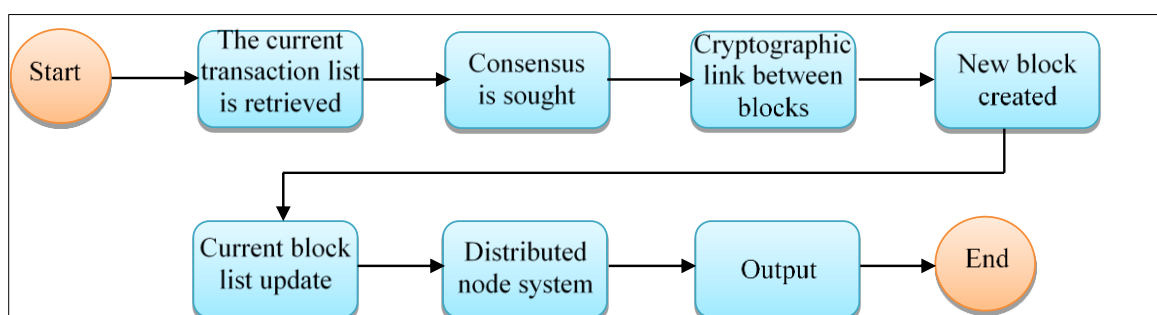 Start
The current
transaction list
is retrieved
Consensus
is sought
Cryptographic
link between
blocks
New block
created
Current block
list update
Distributed
node system
Output
End